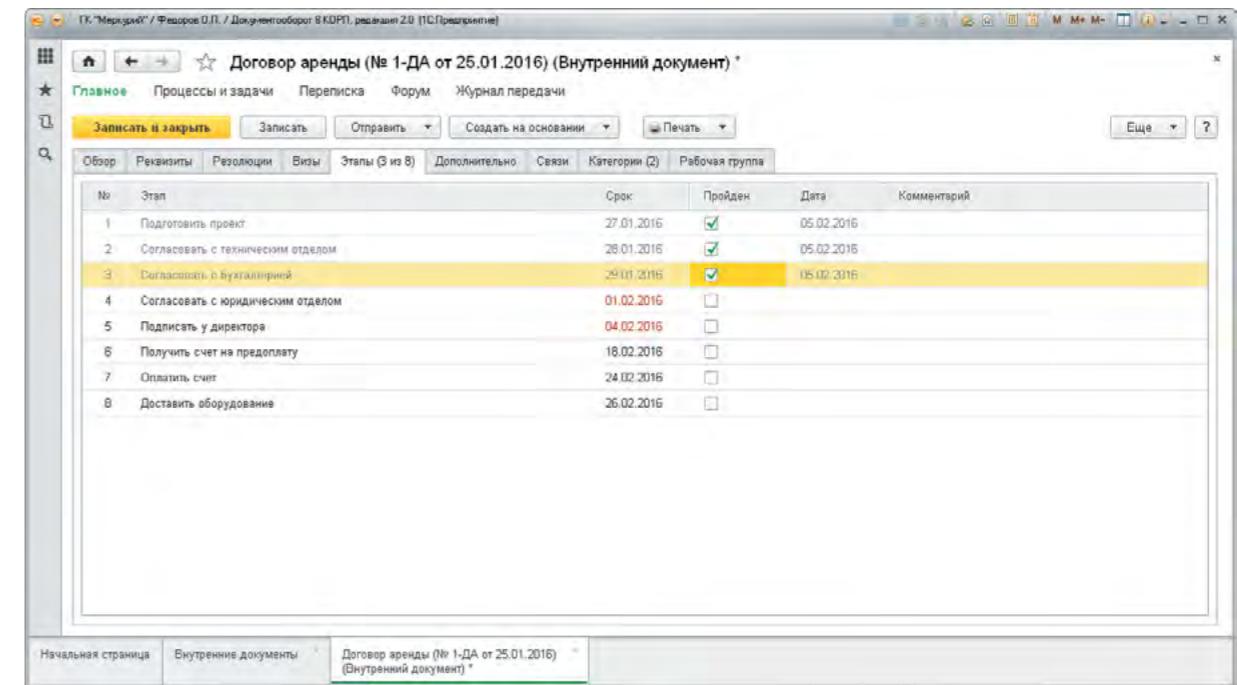 ГК. "Меркурий" / Федоров О.П. / Документооборот 8 КОРП, редакция 2.0 (1С:Предприятие)
M M+ M-
Договор аренды (№ 1-ДА от 25.01.2016) (Внутренний документ) *
Главное Процессы и задачи Переписка Форум Журнал передачи
Записать и закрыть Записать Отправить Создать на основании Печать Еще ?
Обзор Реквизиты Резолюции Визы Этапы (3 из 8) Дополнительно Связи Категории (2) Рабочая группа
№ Этап Срок Пройден Дата Комментарий
1 Подготовить проект 27.01.2016 05.02.2016
2 Согласовать с техническим отделом 28.01.2016 05.02.2016
3 Согласовать с бухгалтерией 29.01.2016 05.02.2016
4 Согласовать с юридическим отделом 01.02.2016
5 Подписать у директора 04.02.2016
6 Получить счет на предоплату 18.02.2016
7 Оплатить счет 24.02.2016
8 Доставить оборудование 26.02.2016
Начальная страница Внутренние документы Договор аренды (№ 1-ДА от 25.01.2016)
(Внутренний документ) *